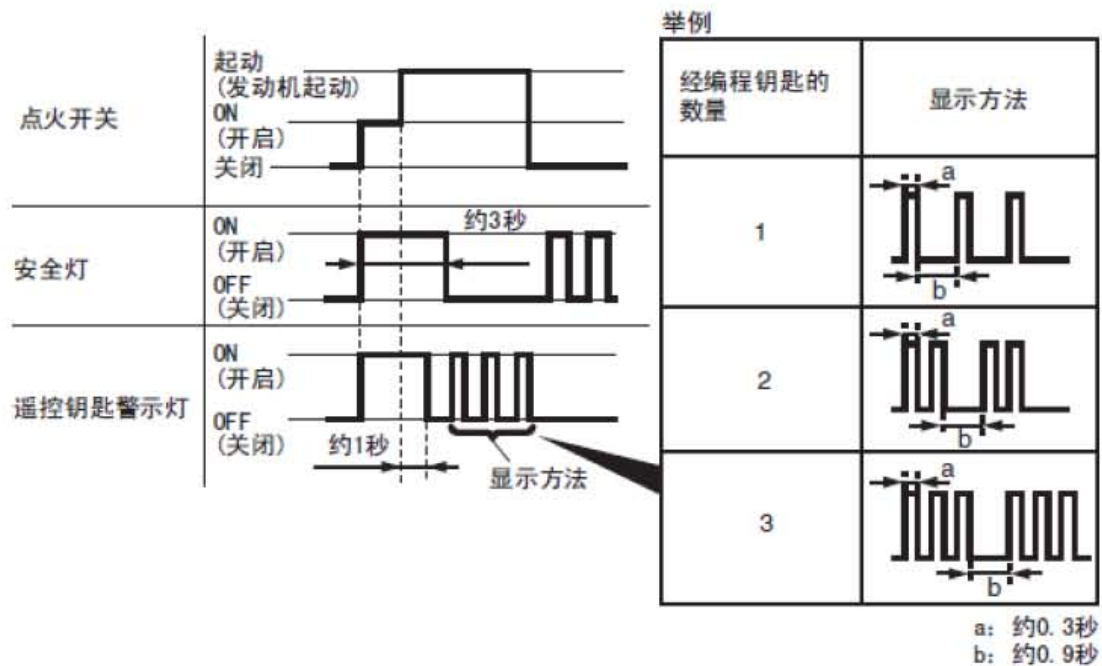 点火开关
起动
(发动机起动)
ON
(开启)
关闭
安全灯
ON
(开启)
OFF
(关闭)
约3秒
遥控钥匙警示灯
ON
(开启)
OFF
(关闭)
约1秒
显示方法
举例
经编程钥匙的
数量
显示方法
1
a
b
2
a
b
3
a
b
a: 约0.3秒
b: 约0.9秒